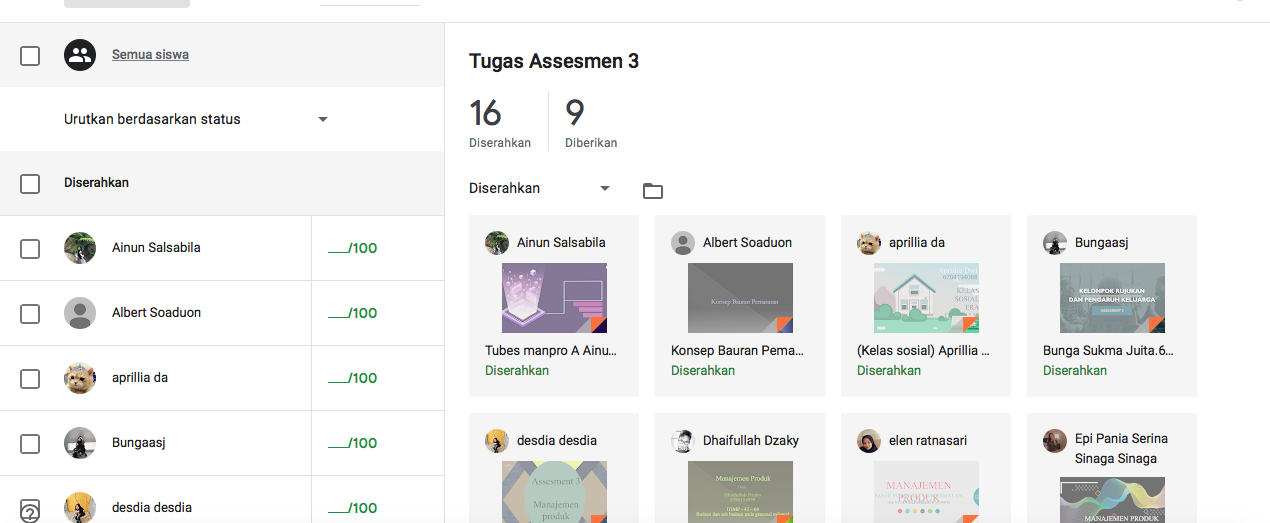 Semua siswa
Urutkan berdasarkan status
Diserahkan
Ainun Salsabila
___/100
Albert Soaduon
___/100
aprillia da
___/100
Bungaasj
___/100
desdia desdia
___/100
Tugas Assesmen 3
16
Diserahkan
9
Diberikan
Diserahkan
Ainun Salsabila
Tubes manpro A Ainu...
Diserahkan
Albert Soaduon
Konsep Bauran Pemasaran
Konsep Bauran Pema...
Diserahkan
aprillia da
KELAS
SOSIAL
ERA
(Kelas sosial) Aprillia ...
Diserahkan
Bungaasj
KELOMPOK RUJUKAN
DAN PENGARUH KELUARGA
Bunga Sukma Juita.6...
Diserahkan
desdia desdia
Assesment 3
Manajemen
produk
Dhaifullah Dzaky
Manajemen Produk
elen ratnasari
MANAJEMEN
PRODUK
Epi Pania Serina
Sinaga Sinaga
MANAJEMEN PRODUK